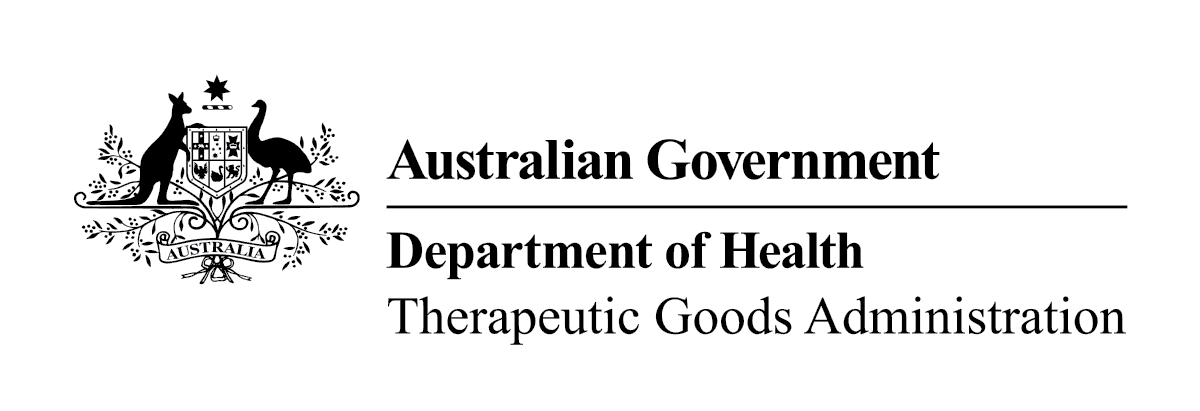 AUSTRALIA
Australian Government
Department of Health
Therapeutic Goods Administration